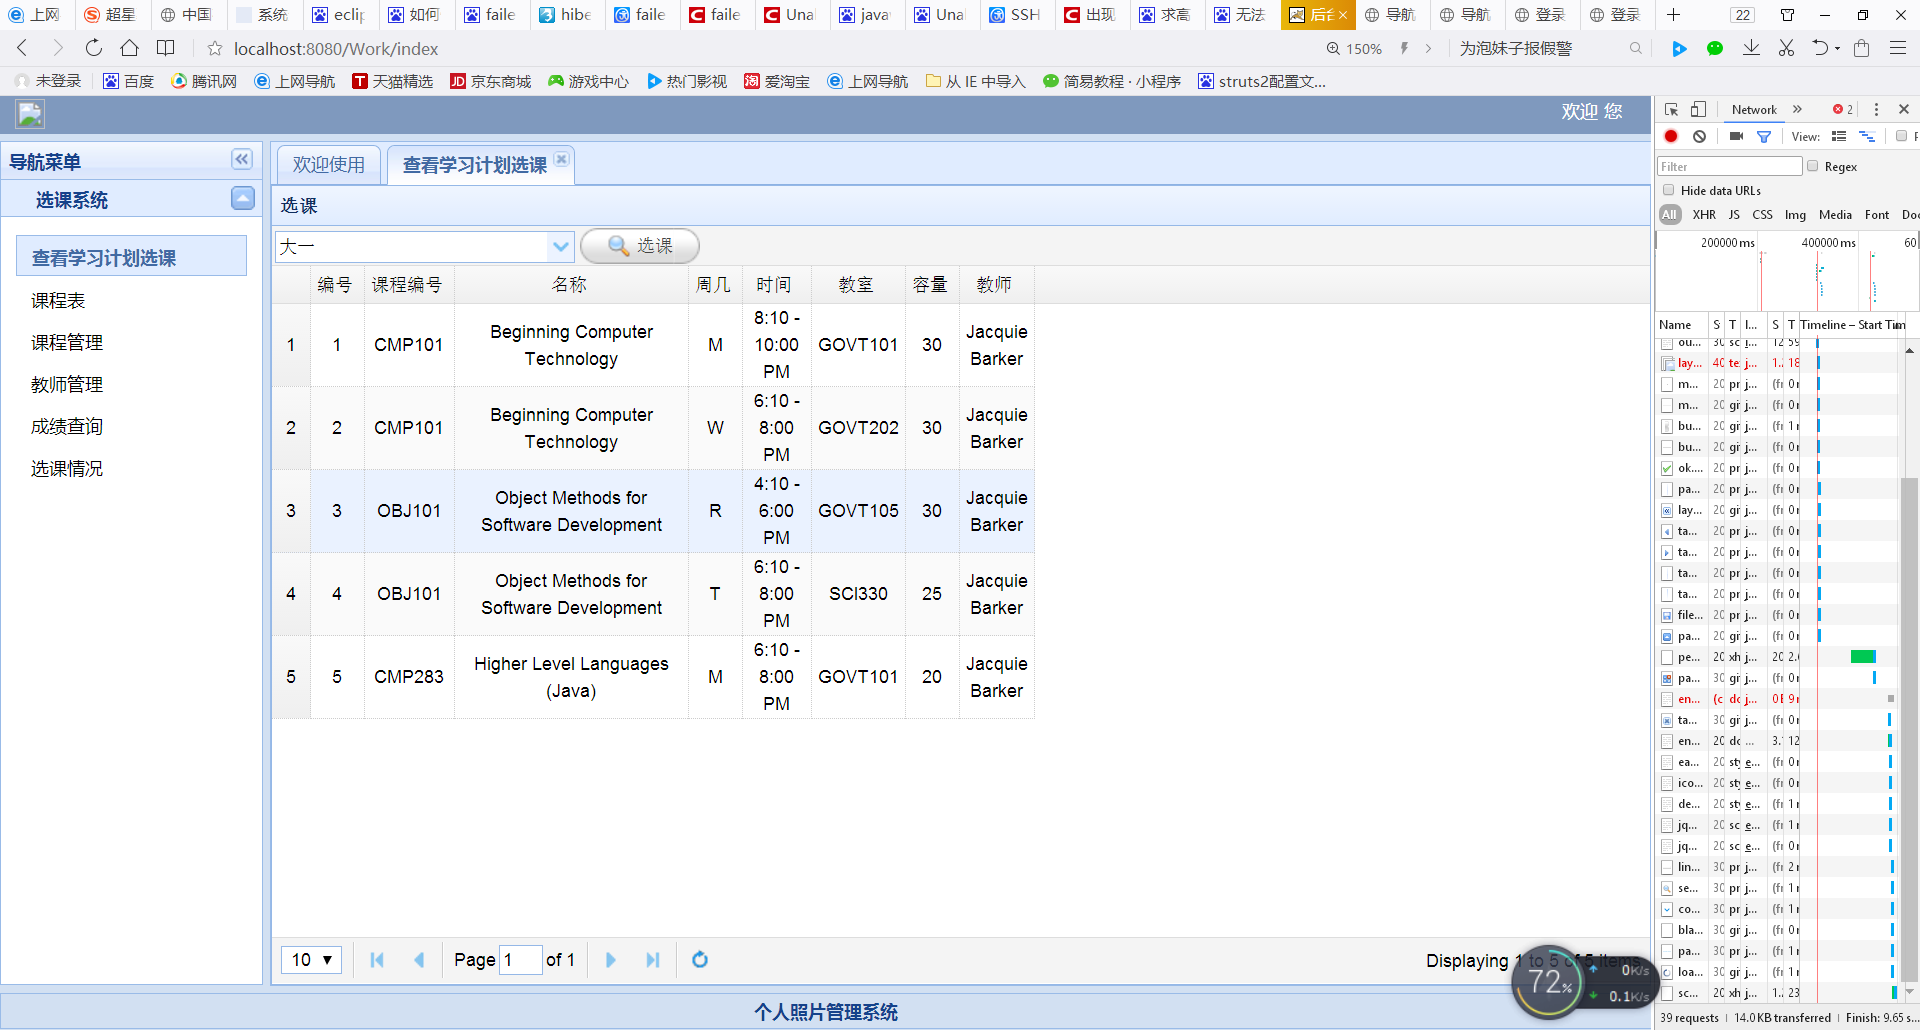 上网 超星 中国 系统 eclip 如何 faile hibe faile faile Unal java Una SSH 出现 求高 无法 后台 导航 导航 登录 登录 22
localhost:8080/Work/index 150% 为泡妹子报假警
未登录 百度 腾讯网 上网导航 天猫精选 京东商城 游戏中心 热门影视 爱淘宝 上网导航 从 IE 中导入 简易教程 · 小程序 struts2配置文...
欢迎 您
导航菜单
选课系统
查看学习计划选课
课程表
课程管理
教师管理
成绩查询
选课情况
欢迎使用 查看学习计划选课
选课
大一 选课
编号 课程编号 名称 周几 时间 教室 容量 教师
1 1 CMP101 Beginning Computer Technology M 8:10 - 10:00 PM GOVT101 30 Jacquie Barker
2 2 CMP101 Beginning Computer Technology W 6:10 - 8:00 PM GOVT202 30 Jacquie Barker
3 3 OBJ101 Object Methods for Software Development R 4:10 - 6:00 PM GOVT105 30 Jacquie Barker
4 4 OBJ101 Object Methods for Software Development T 6:10 - 8:00 PM SCI330 25 Jacquie Barker
5 5 CMP283 Higher Level Languages (Java) M 6:10 - 8:00 PM GOVT101 20 Jacquie Barker
10 Page 1 of 1 Displaying 1 to 5 of 5 items
72% 0K/s
0.1K/s
个人照片管理系统
Network 2
View:
Filter Regex
Hide data URLs
All XHR JS CSS Img Media Font Doc
200000 ms 400000 ms 60
Name S T I... S T Timeline – Start Tim
lay...
m...
m...
bu...
bu...
ok...
pa...
lay...
ta...
ta...
ta...
ta...
file...
pa...
pe...
pa...
en...
ta...
en...
ea...
ico...
de...
jq...
jq...
lin...
se...
co...
bla...
pa...
loa...
sc...
39 requests | 14.0 KB transferred | Finish: 9.65 s...